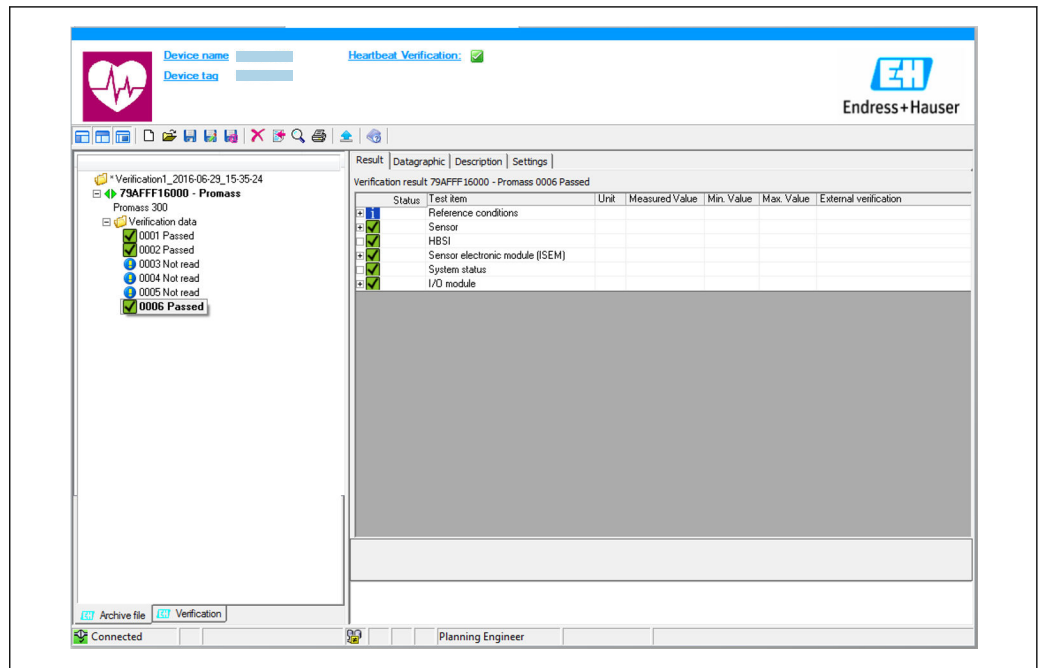 Device name
Heartbeat Verification:
Device tag
Endress+Hauser
Result Datagraphic Description Settings
* Verification1_2016-06-29_15-35-24
79AFFF16000 - Promass
Promass 300
Verification data
0001 Passed
0002 Passed
0003 Not read
0004 Not read
0005 Not read
0006 Passed
Verification result 79AFFF16000 - Promass 0006 Passed
Status Test item Unit Measured Value Min. Value Max. Value External verification
Reference conditions
Sensor
HBSI
Sensor electronic module (ISEM)
System status
I/O module
Archive file Verification
Connected Planning Engineer